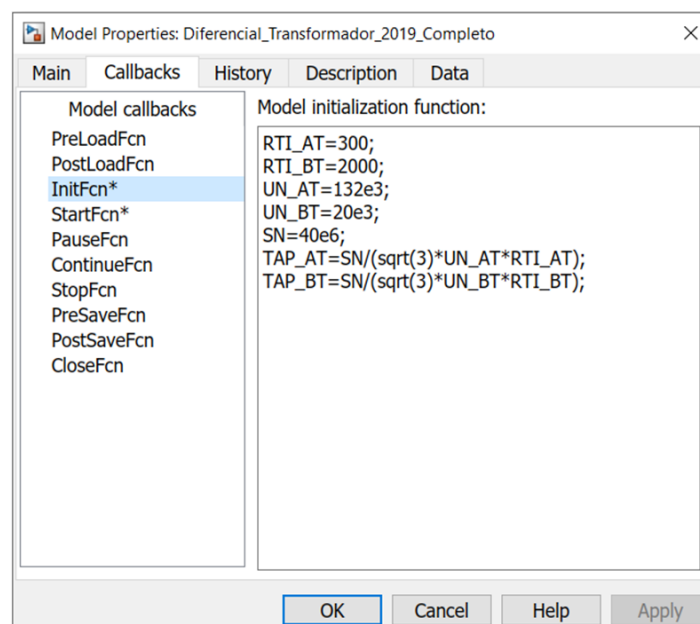 Model Properties: Diferencial_Transformador_2019_Completo
Main Callbacks History Description Data
Model callbacks
PreLoadFcn
PostLoadFcn
InitFcn*
StartFcn*
PauseFcn
ContinueFcn
StopFcn
PreSaveFcn
PostSaveFcn
CloseFcn
Model initialization function:
RTI_AT=300;
RTI_BT=2000;
UN_AT=132e3;
UN_BT=20e3;
SN=40e6;
TAP_AT=SN/(sqrt(3)*UN_AT*RTI_AT);
TAP_BT=SN/(sqrt(3)*UN_BT*RTI_BT);
OK Cancel Help Apply